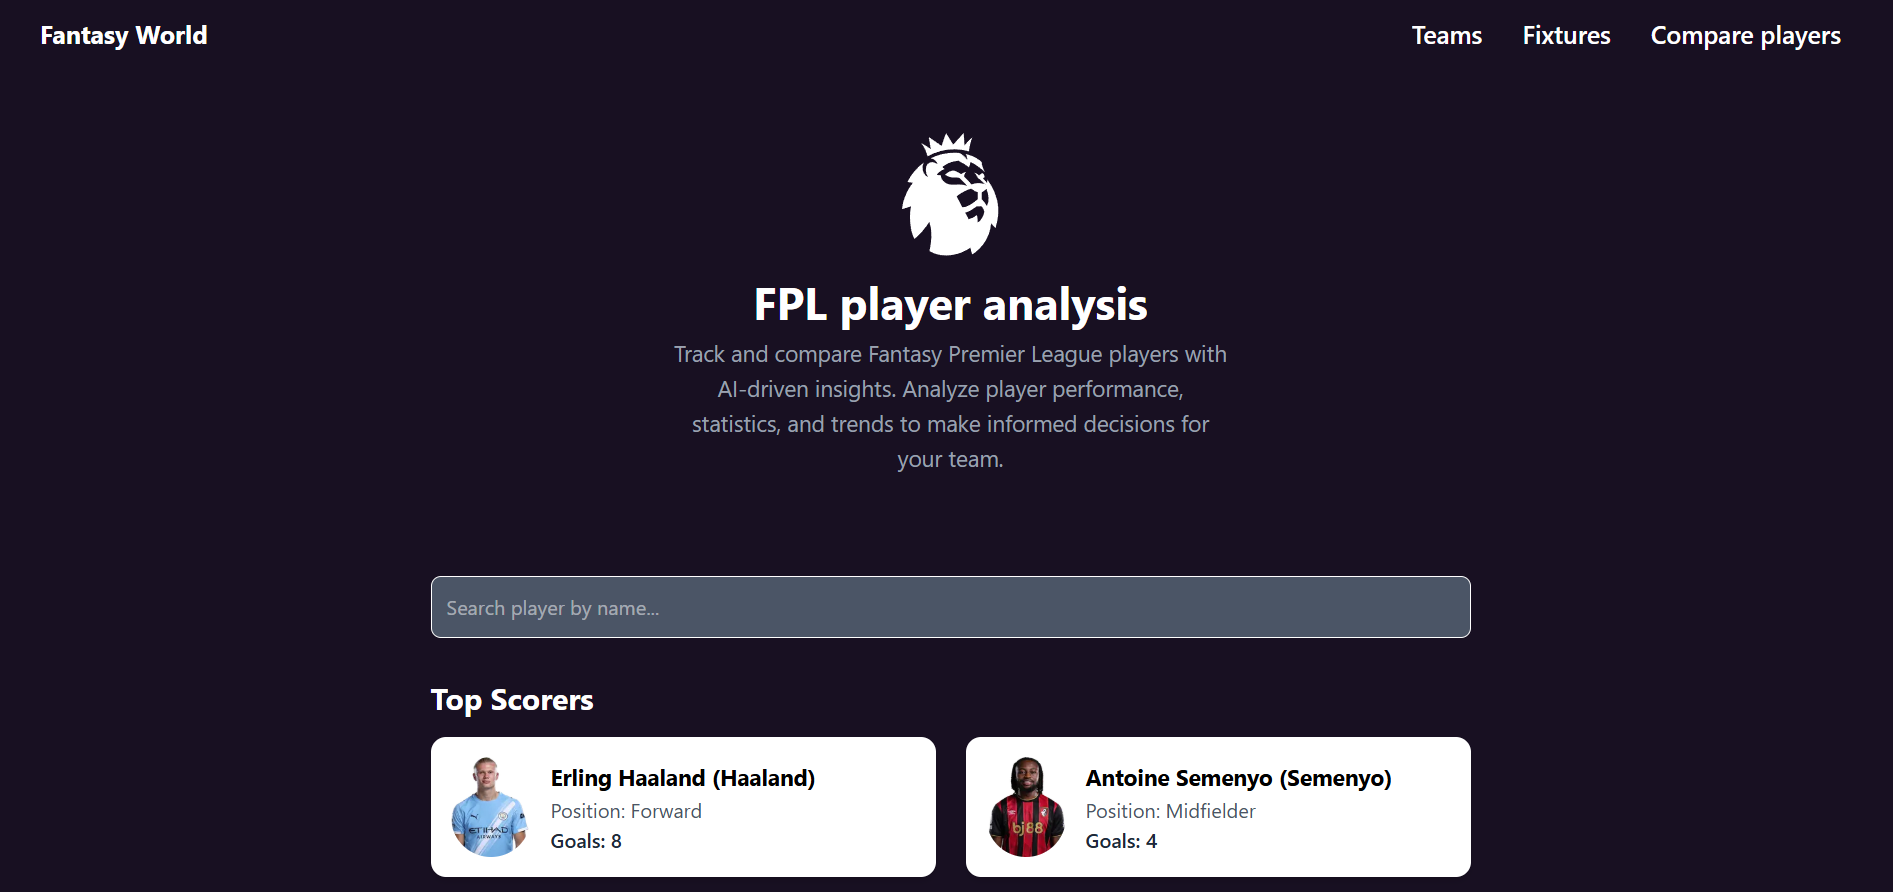 Fantasy World
Teams
Fixtures
Compare players
FPL player analysis
Track and compare Fantasy Premier League players with
AI-driven insights. Analyze player performance,
statistics, and trends to make informed decisions for
your team.
Search player by name...
Top Scorers
Erling Haaland (Haaland)
Position: Forward
Goals: 8
ETIHAD
AIRWAYS
Antoine Semenyo (Semenyo)
Position: Midfielder
Goals: 4
bj88